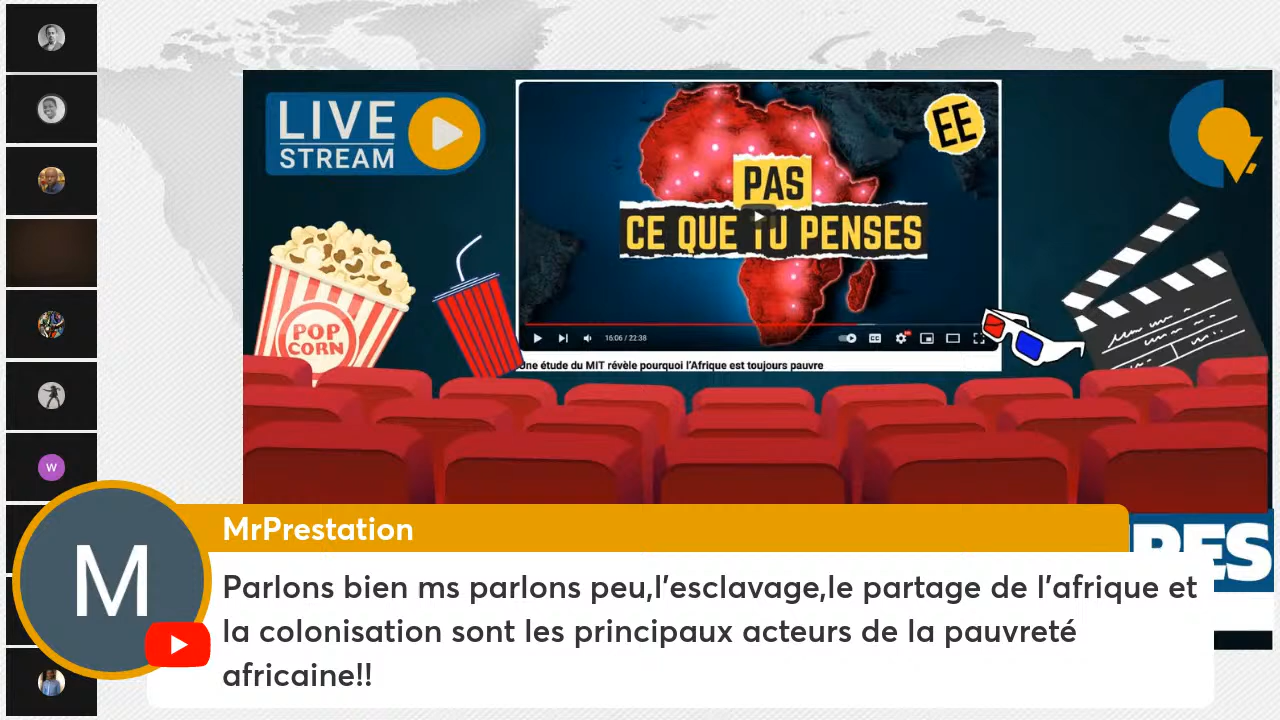 LIVE
STREAM
EE
PAS
CE QUE TU PENSES
POP
CORN
16:06 / 22:38
Une étude du MIT révèle pourquoi l'Afrique est toujours pauvre
W
M
MrPrestation
Parlons bien ms parlons peu,l'esclavage,le partage de l'afrique et
la colonisation sont les principaux acteurs de la pauvreté
africaine!!